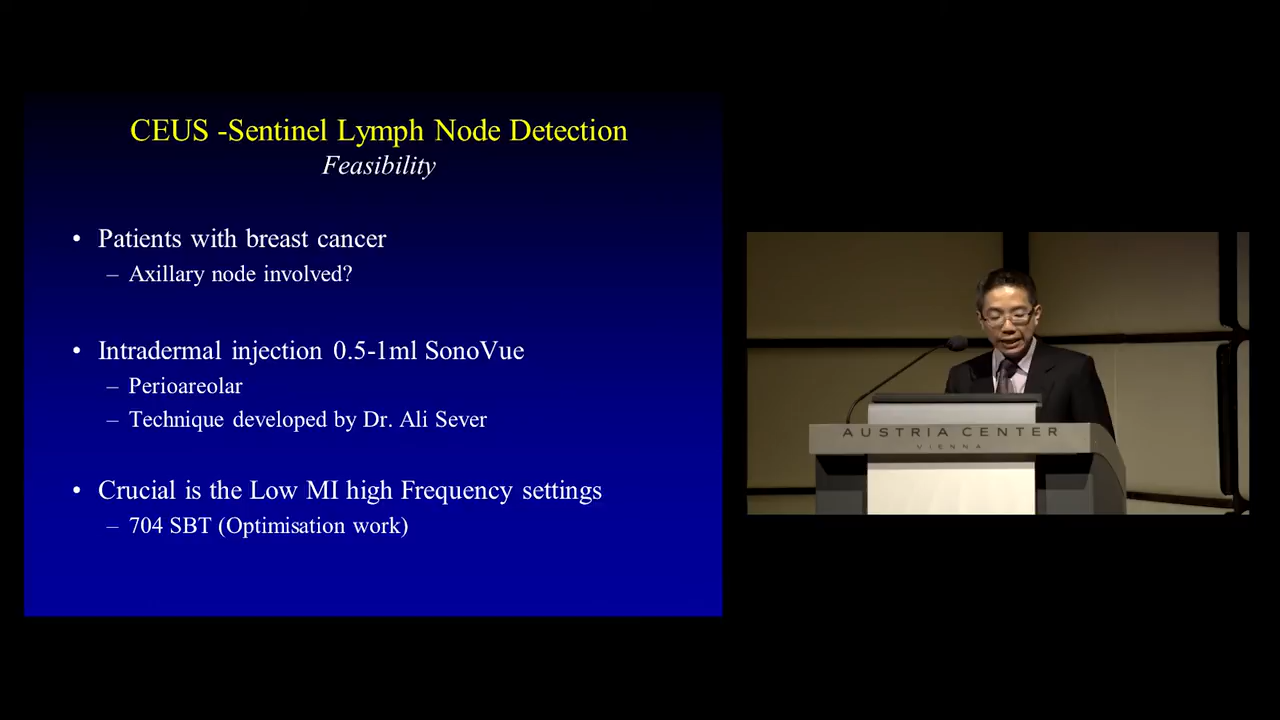 CEUS -Sentinel Lymph Node Detection
Feasibility
• Patients with breast cancer
– Axillary node involved?
• Intradermal injection 0.5-1ml SonoVue
– Perioareolar
– Technique developed by Dr. Ali Sever
• Crucial is the Low MI high Frequency settings
– 704 SBT (Optimisation work)
AUSTRIA CENTER
VIENNA